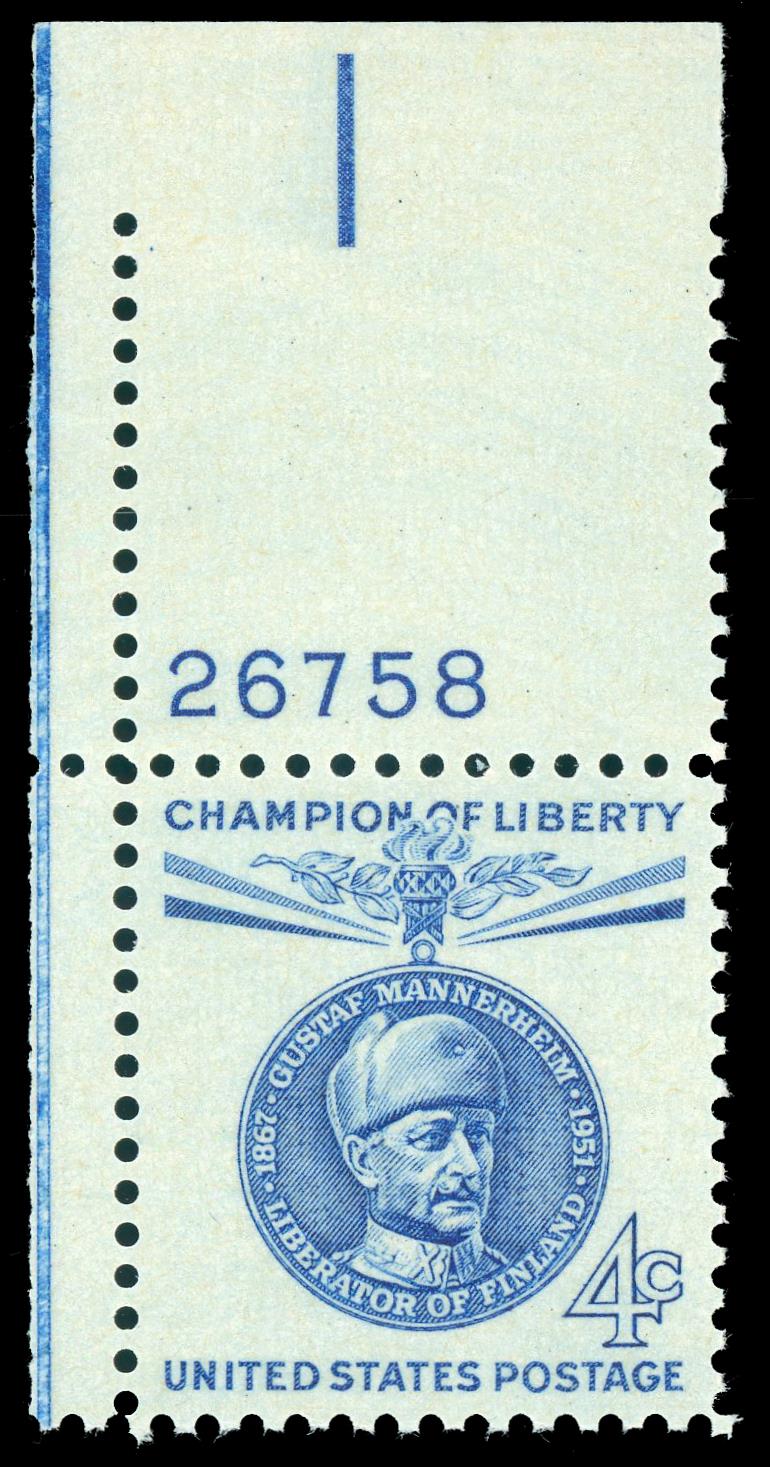 26758
CHAMPION OF LIBERTY
1867 • GUSTAF MANNERHEIM • 1951
• LIBERATOR OF FINLAND •
4c
UNITED STATES POSTAGE